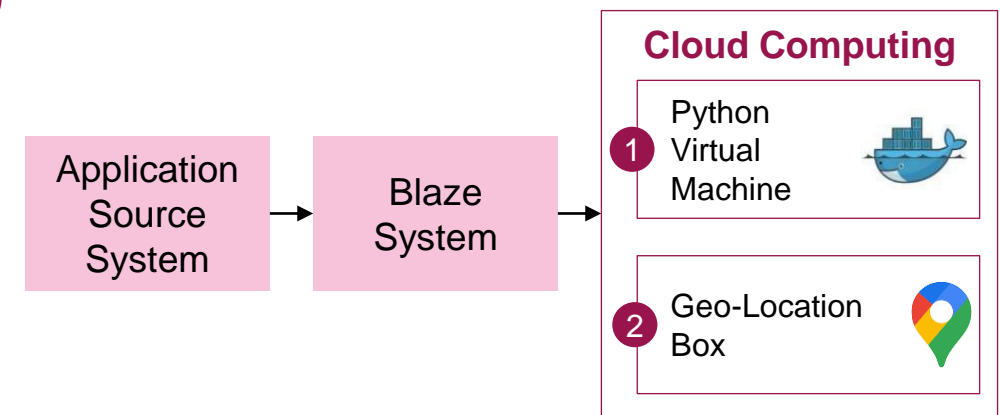 Application
Source
System
Blaze
System
Cloud Computing
1
Python
Virtual
Machine
2
Geo-Location
Box